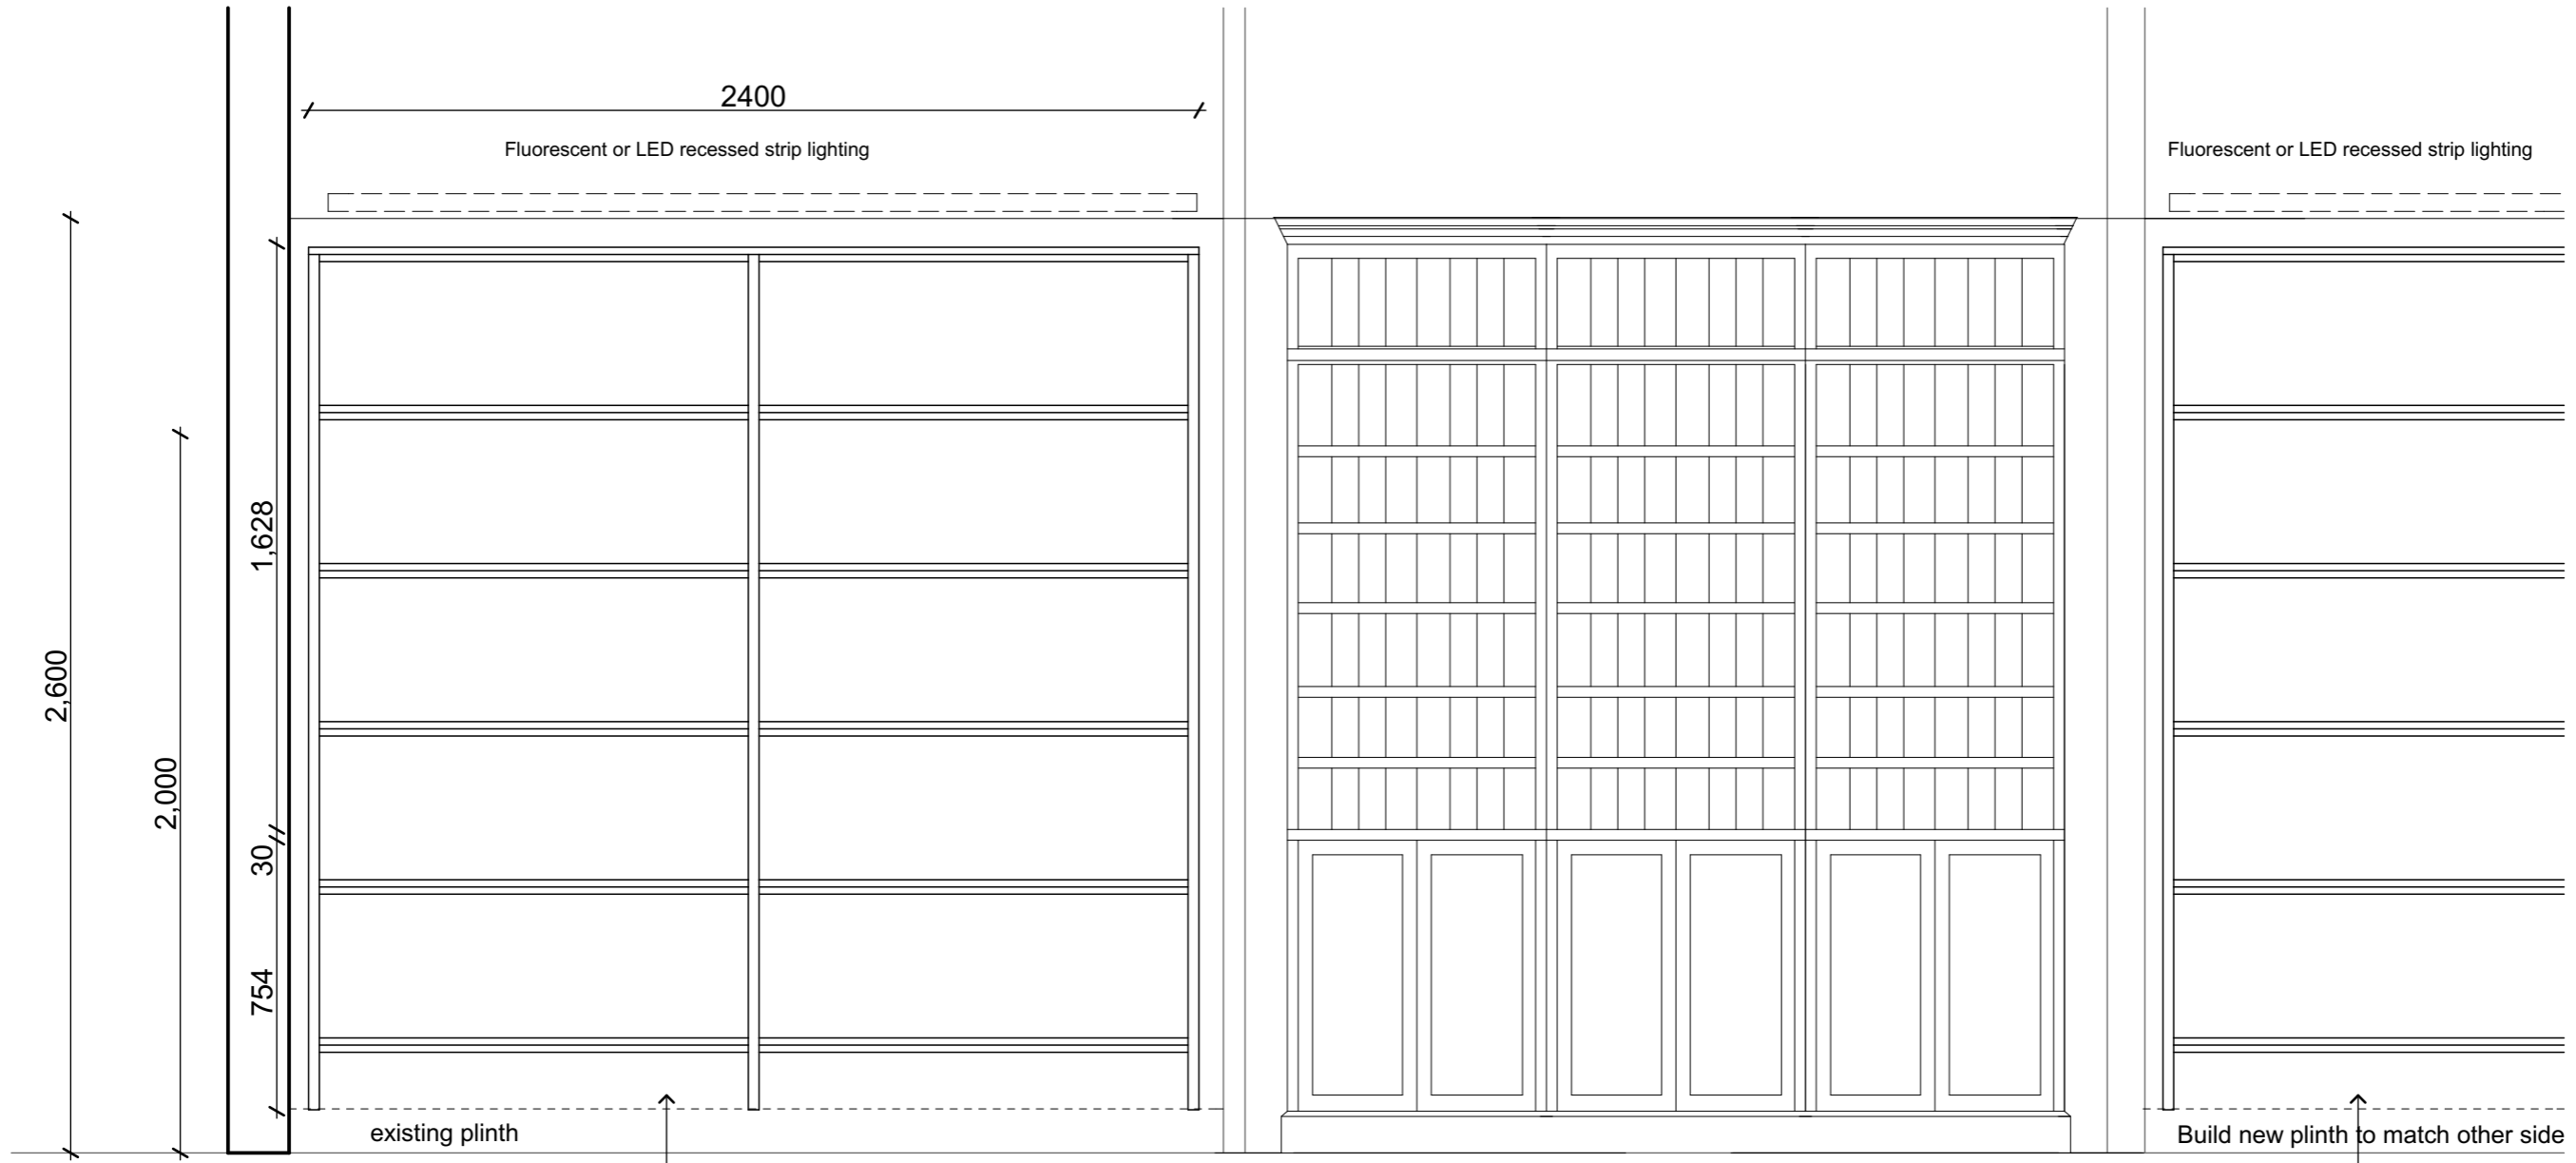 2400
Fluorescent or LED recessed strip lighting
Fluorescent or LED recessed strip lighting
1,628
2,600
2,000
30
754
existing plinth
Build new plinth to match other side